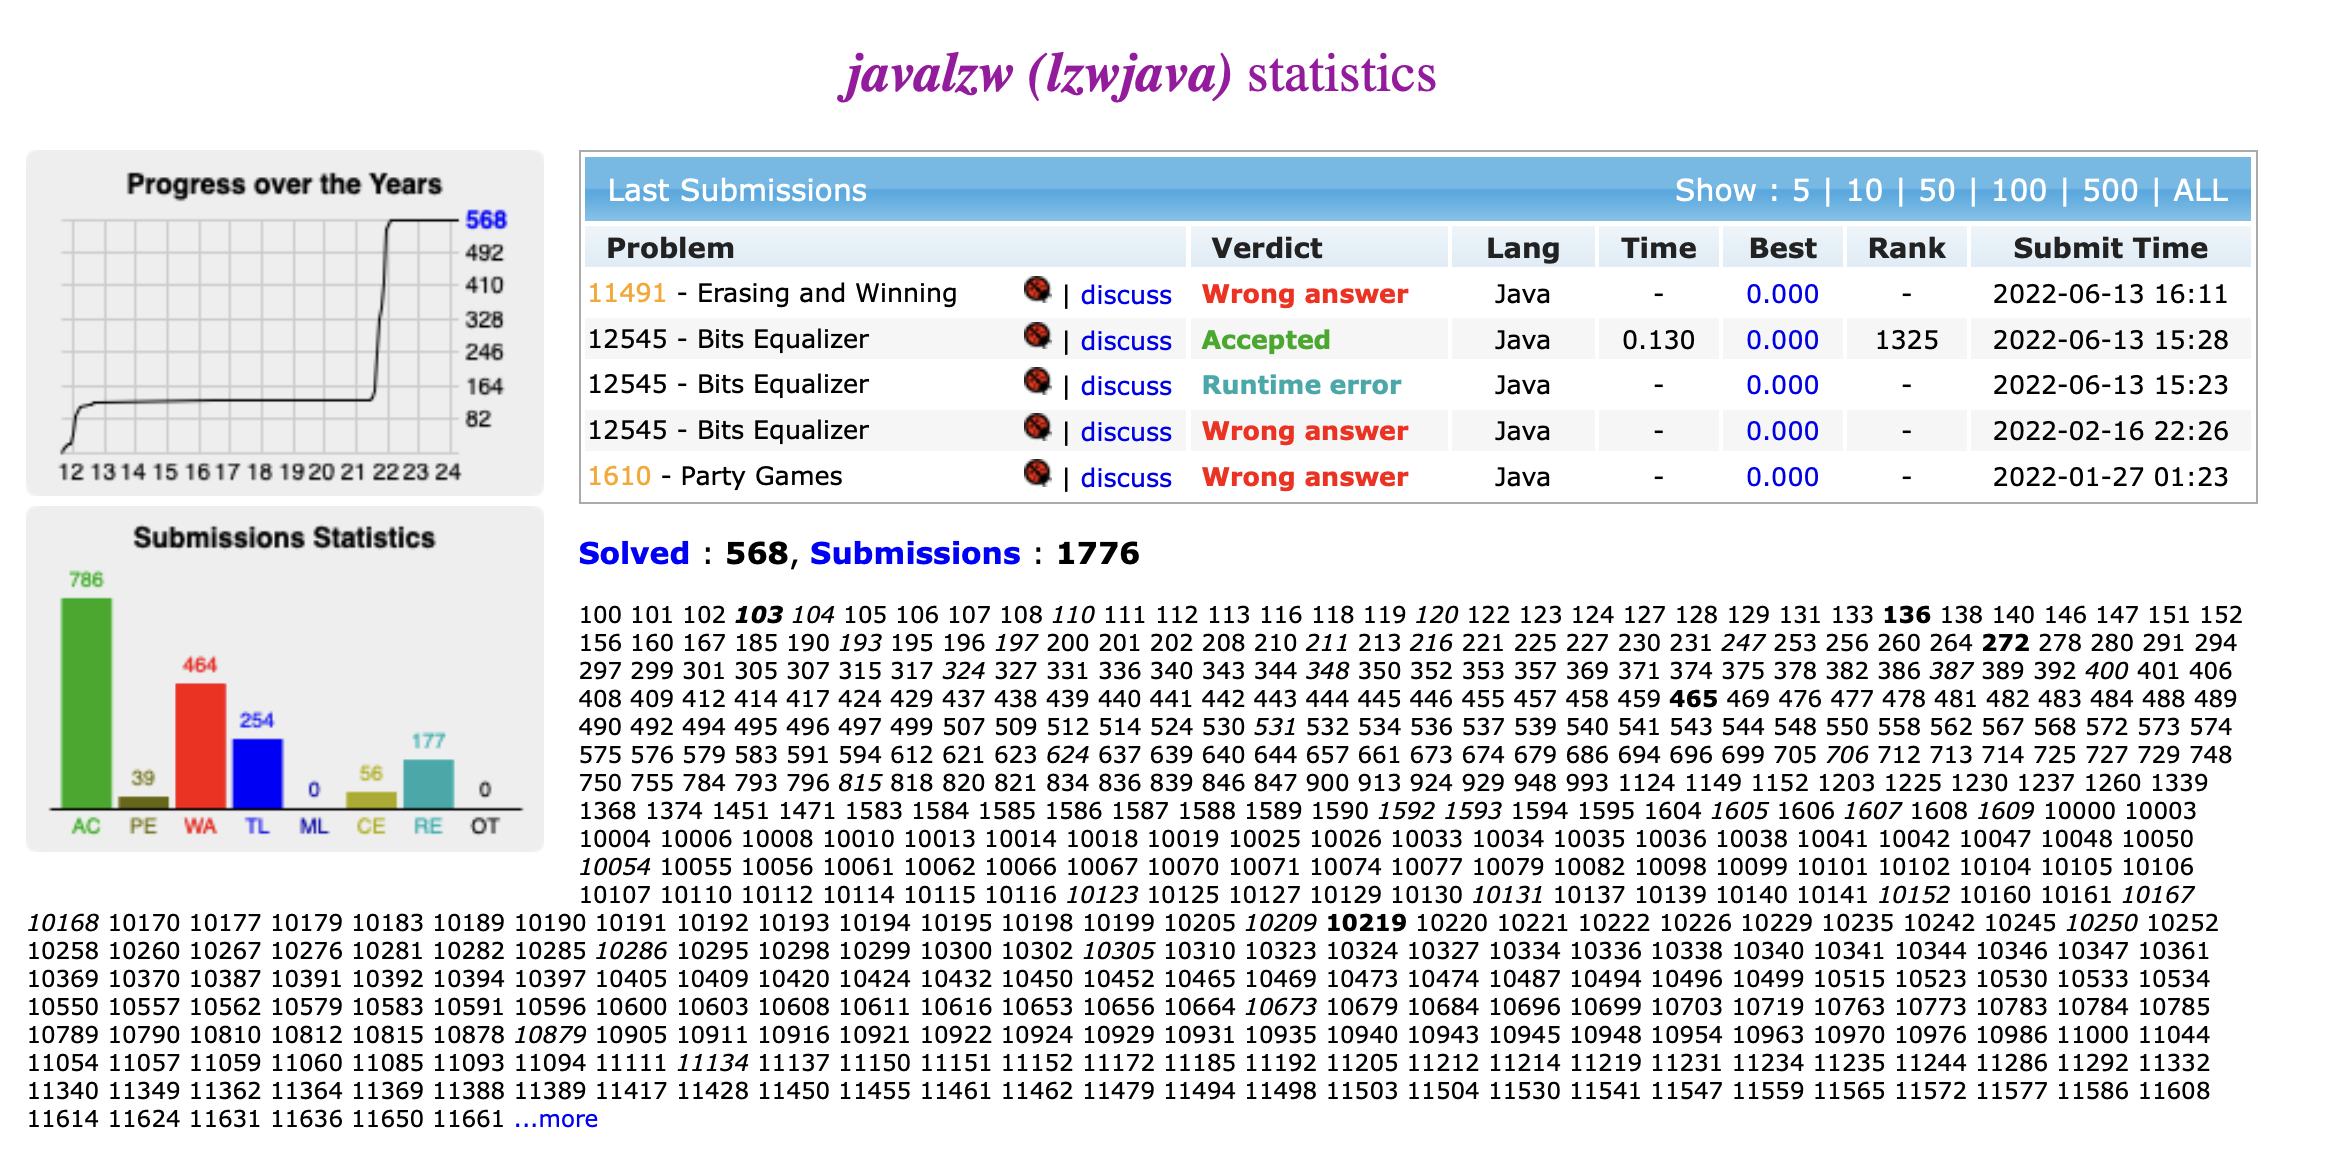 javalzw (lzwjava) statistics
Progress over the Years
568
492
410
328
246
164
82
12 13 14 15 16 17 18 19 20 21 22 23 24
Submissions Statistics
786
39
464
254
0
56
177
0
AC PE WA TL ML CE RE OT
Last Submissions Show : 5 | 10 | 50 | 100 | 500 | ALL
Problem Verdict Lang Time Best Rank Submit Time
11491 - Erasing and Winning | discuss Wrong answer Java - 0.000 - 2022-06-13 16:11
12545 - Bits Equalizer | discuss Accepted Java 0.130 0.000 1325 2022-06-13 15:28
12545 - Bits Equalizer | discuss Runtime error Java - 0.000 - 2022-06-13 15:23
12545 - Bits Equalizer | discuss Wrong answer Java - 0.000 - 2022-02-16 22:26
1610 - Party Games | discuss Wrong answer Java - 0.000 - 2022-01-27 01:23
Solved : 568, Submissions : 1776
100 101 102 103 104 105 106 107 108 110 111 112 113 116 118 119 120 122 123 124 127 128 129 131 133 136 138 140 146 147 151 152
156 160 167 185 190 193 195 196 197 200 201 202 208 210 211 213 216 221 225 227 230 231 247 253 256 260 264 272 278 280 291 294
297 299 301 305 307 315 317 324 327 331 336 340 343 344 348 350 352 353 357 369 371 374 375 378 382 386 387 389 392 400 401 406
408 409 412 414 417 424 429 437 438 439 440 441 442 443 444 445 446 455 457 458 459 465 469 476 477 478 481 482 483 484 488 489
490 492 494 495 496 497 499 507 509 512 514 524 530 531 532 534 536 537 539 540 541 543 544 548 550 558 562 567 568 572 573 574
575 576 579 583 591 594 612 621 623 624 637 639 640 644 657 661 673 674 679 686 694 696 699 705 706 712 713 714 725 727 729 748
750 755 784 793 796 815 818 820 821 834 836 839 846 847 900 913 924 929 948 993 1124 1149 1152 1203 1225 1230 1237 1260 1339
1368 1374 1451 1471 1583 1584 1585 1586 1587 1588 1589 1590 1592 1593 1594 1595 1604 1605 1606 1607 1608 1609 10000 10003
10004 10006 10008 10010 10013 10014 10018 10019 10025 10026 10033 10034 10035 10036 10038 10041 10042 10047 10048 10050
10054 10055 10056 10061 10062 10066 10067 10070 10071 10074 10077 10079 10082 10098 10099 10101 10102 10104 10105 10106
10107 10110 10112 10114 10115 10116 10123 10125 10127 10129 10130 10131 10137 10139 10140 10141 10152 10160 10161 10167
10168 10170 10177 10179 10183 10189 10190 10191 10192 10193 10194 10195 10198 10199 10205 10209 10219 10220 10221 10222 10226 10229 10235 10242 10245 10250 10252
10258 10260 10267 10276 10281 10282 10285 10286 10295 10298 10299 10300 10302 10305 10310 10323 10324 10327 10334 10336 10338 10340 10341 10344 10346 10347 10361
10369 10370 10387 10391 10392 10394 10397 10405 10409 10420 10424 10432 10450 10452 10465 10469 10473 10474 10487 10494 10496 10499 10515 10523 10530 10533 10534
10550 10557 10562 10579 10583 10591 10596 10600 10603 10608 10611 10616 10653 10656 10664 10673 10679 10684 10696 10699 10703 10719 10763 10773 10783 10784 10785
10789 10790 10810 10812 10815 10878 10879 10905 10911 10916 10921 10922 10924 10929 10931 10935 10940 10943 10945 10948 10954 10963 10970 10976 10986 11000 11044
11054 11057 11059 11060 11085 11093 11094 11111 11134 11137 11150 11151 11152 11172 11185 11192 11205 11212 11214 11219 11231 11234 11235 11244 11286 11292 11332
11340 11349 11362 11364 11369 11388 11389 11417 11428 11450 11455 11461 11462 11479 11494 11498 11503 11504 11530 11541 11547 11559 11565 11572 11577 11586 11608
11614 11624 11631 11636 11650 11661 ...more